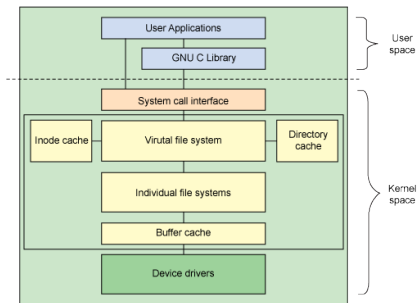 User Applications
GNU C Library
User
space
System call interface
Inode cache
Virutal file system
Directory
cache
Individual file systems
Buffer cache
Kernel
space
Device drivers